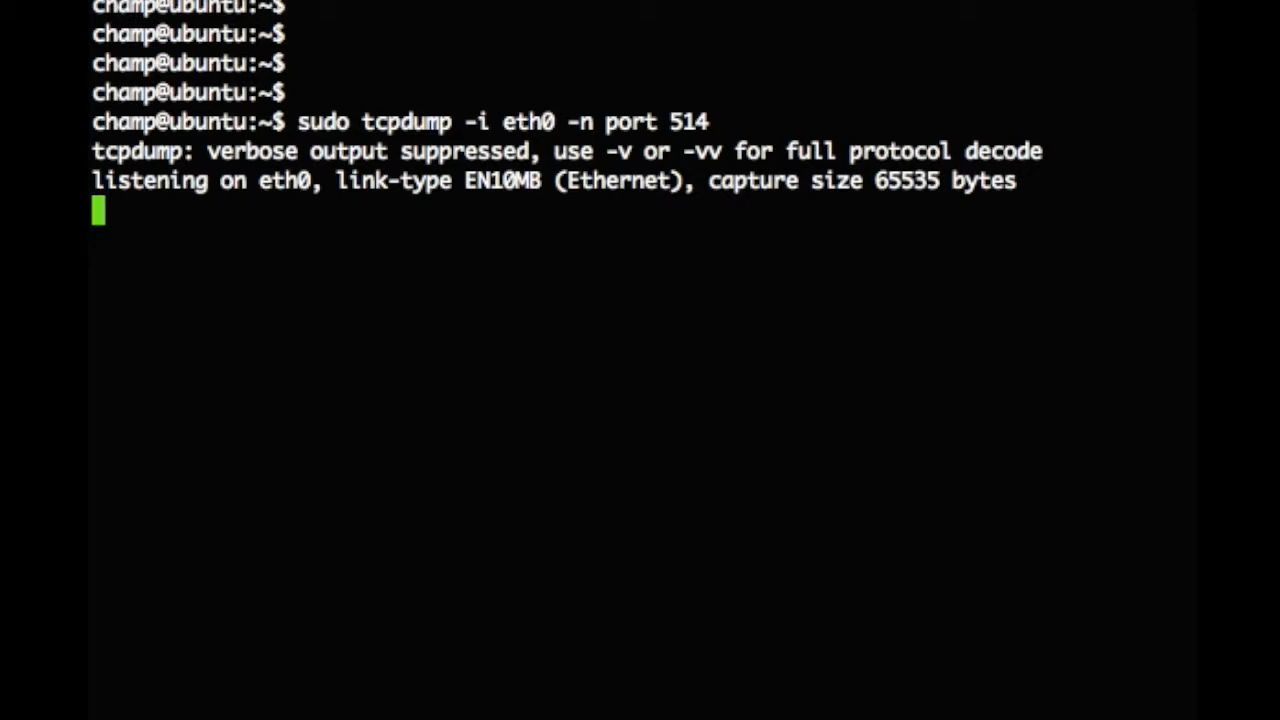 champ@ubuntu:~$
champ@ubuntu:~$
champ@ubuntu:~$
champ@ubuntu:~$
champ@ubuntu:~$ sudo tcpdump -i eth0 -n port 514
tcpdump: verbose output suppressed, use -v or -vv for full protocol decode
listening on eth0, link-type EN10MB (Ethernet), capture size 65535 bytes